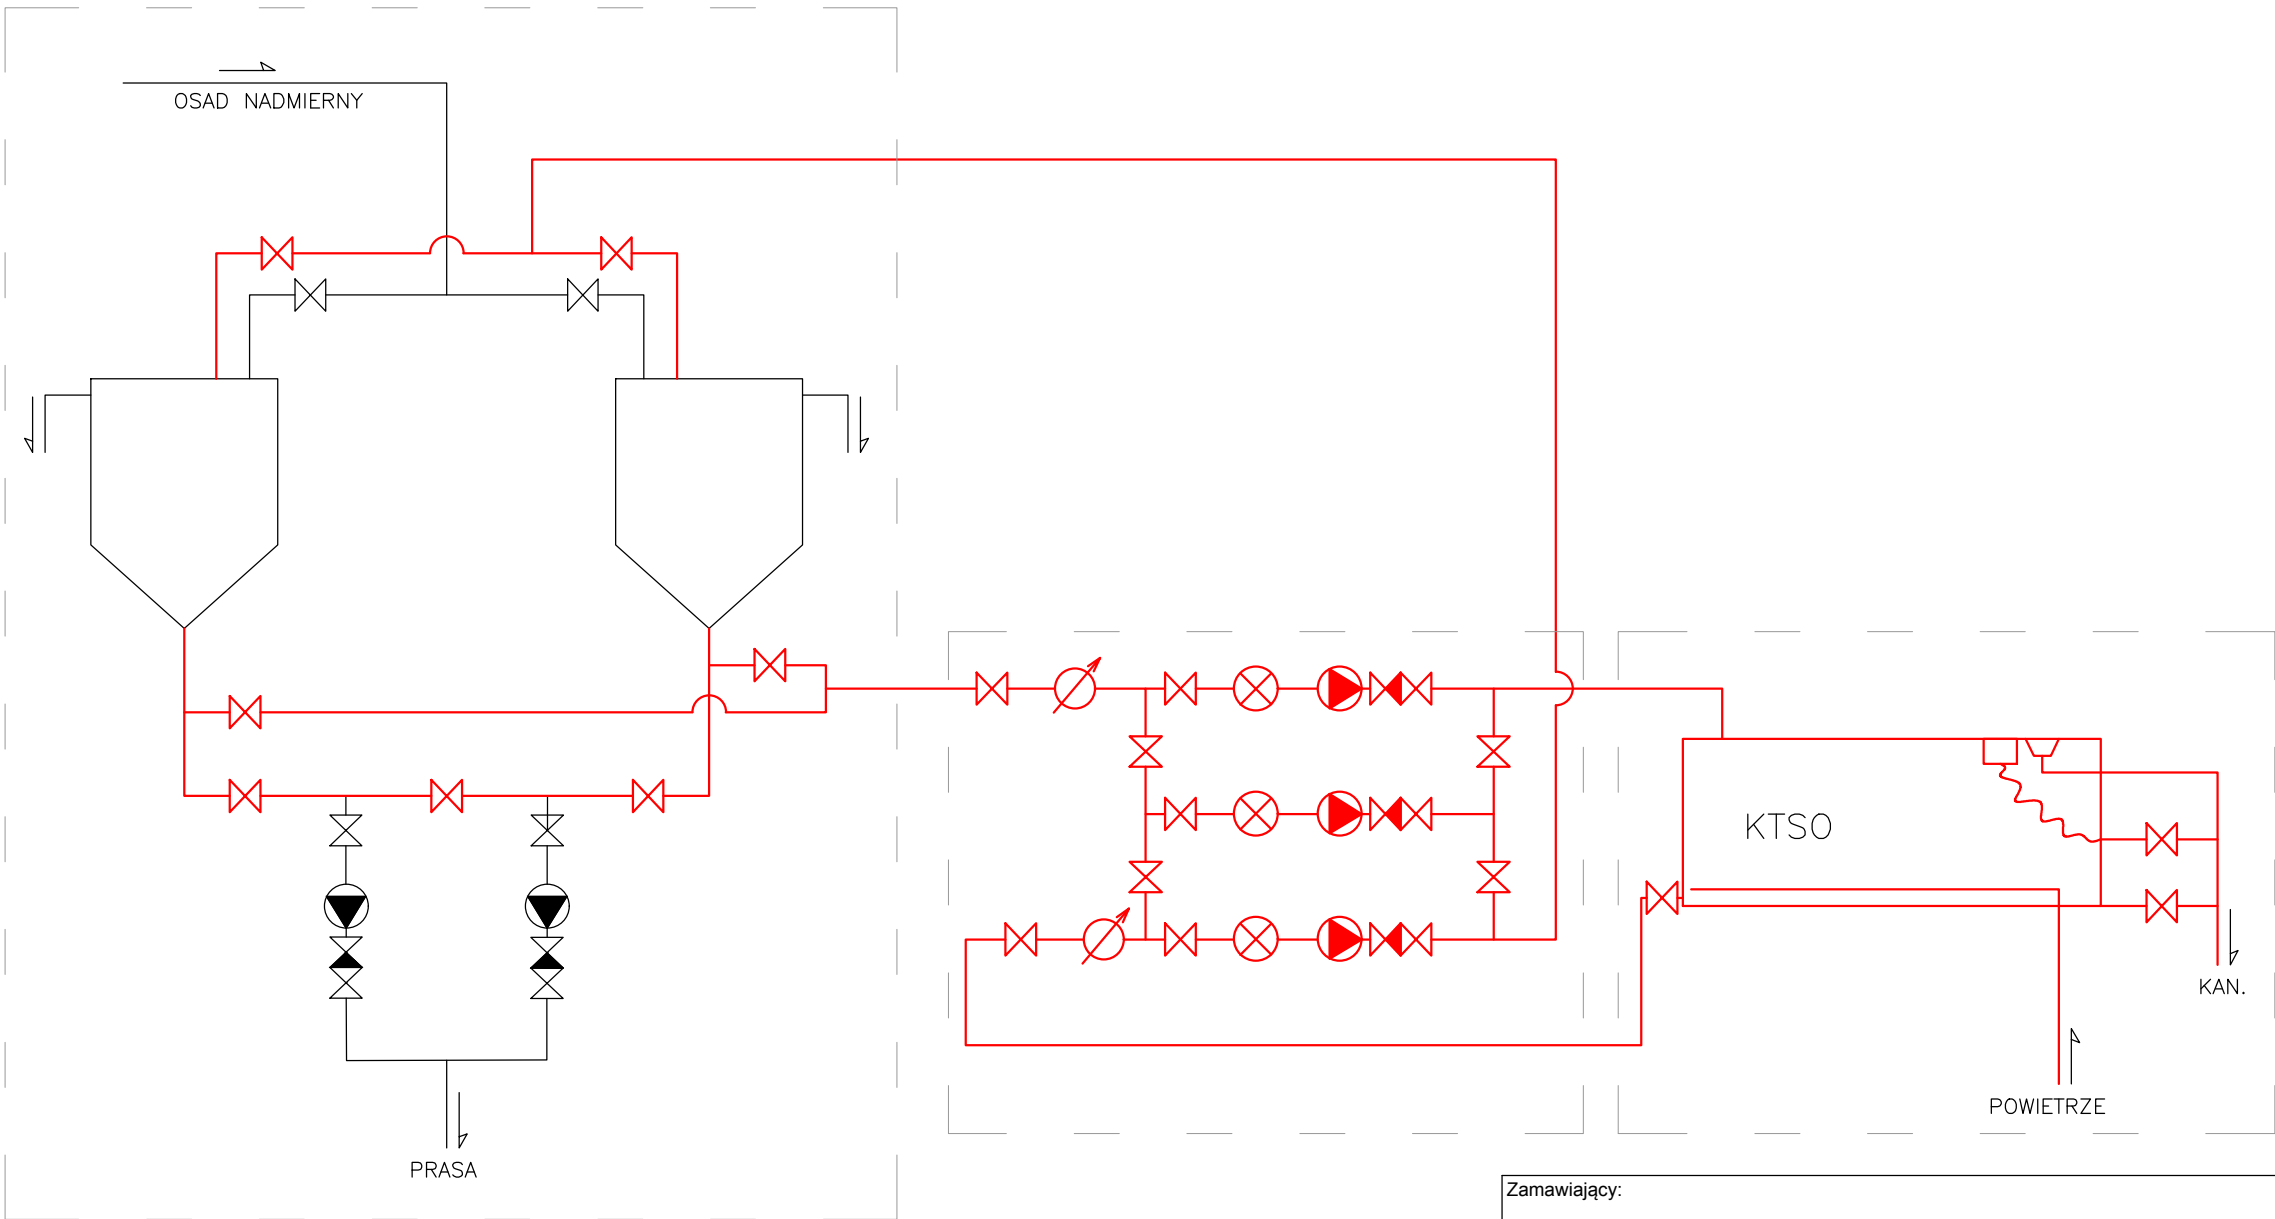 OSAD NADMIERNY
KTSO
KAN.
POWIETRZE
PRASA
Zamawiający: